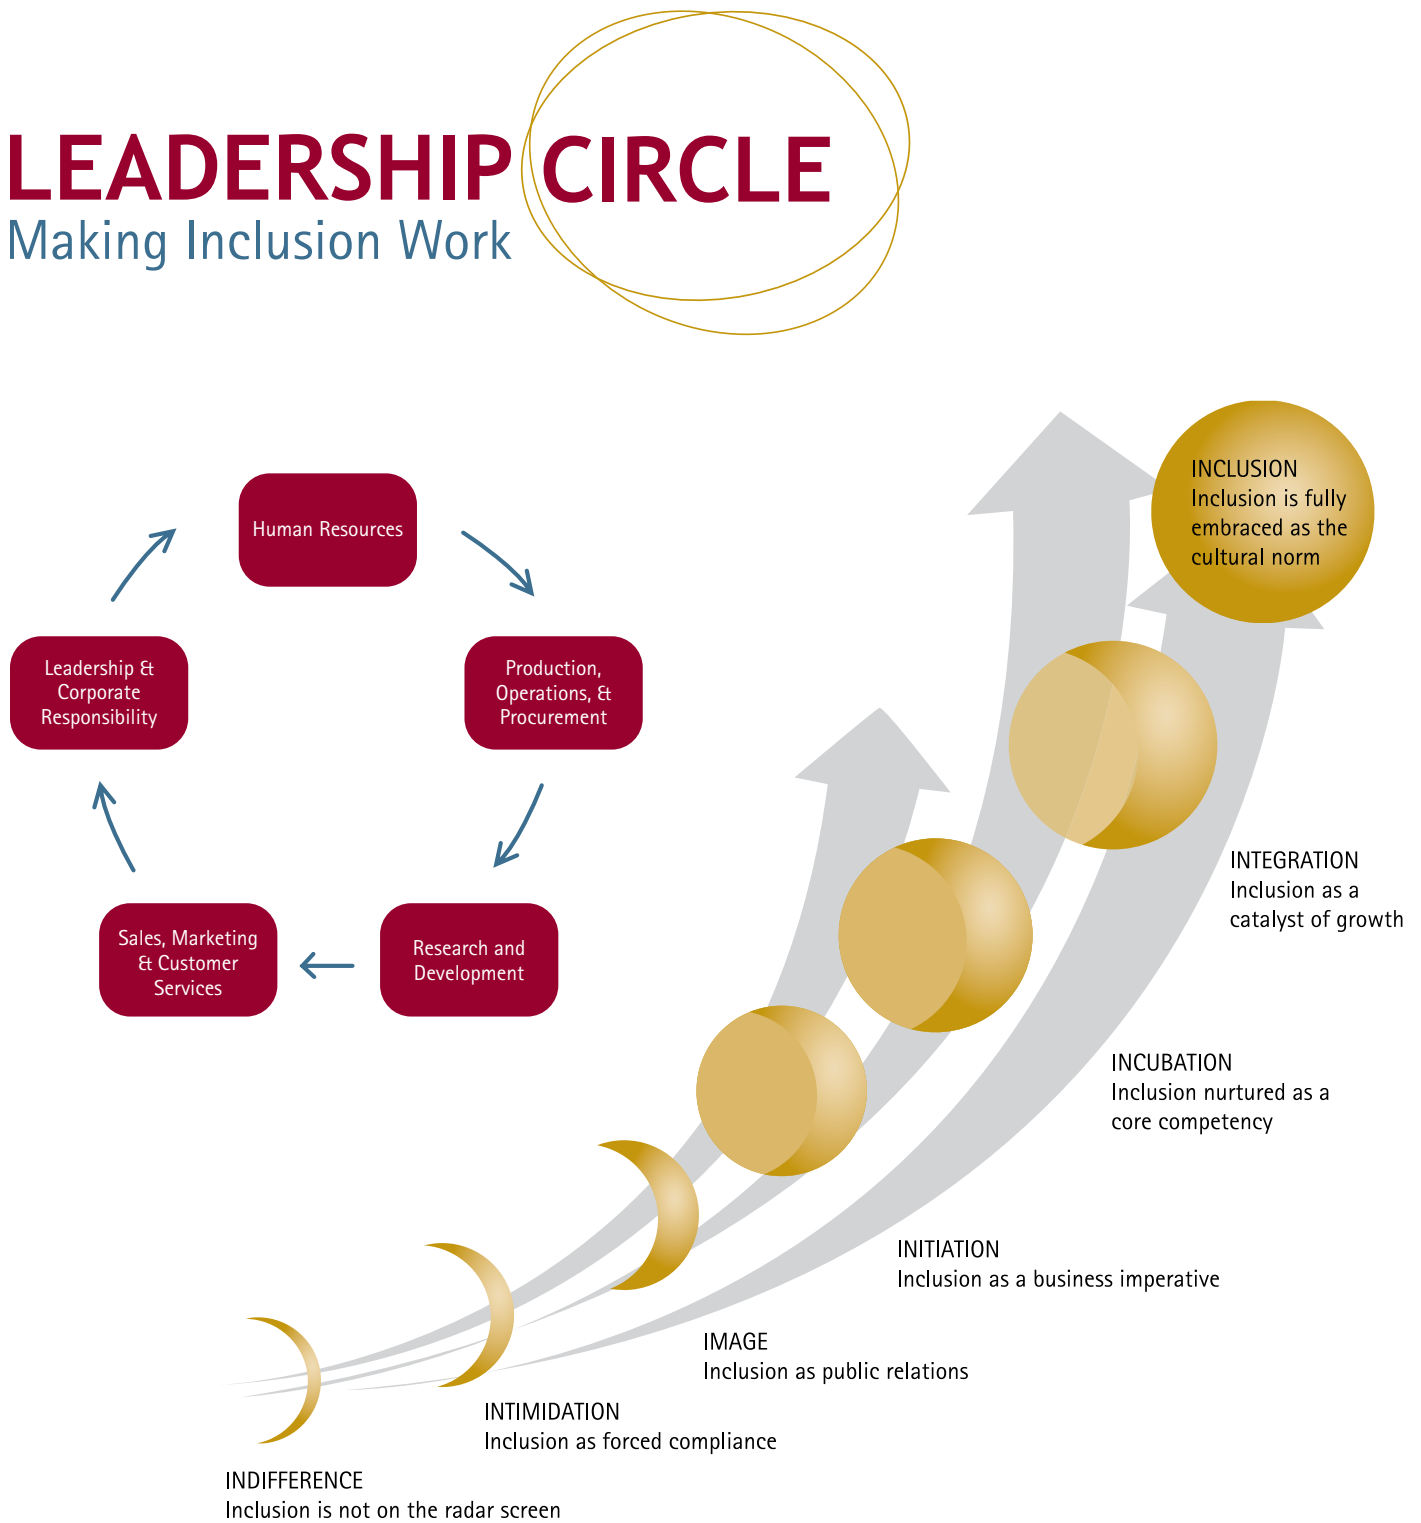 LEADERSHIP CIRCLE
Making Inclusion Work
Human Resources
Production,
Operations, &
Procurement
Research and
Development
Sales, Marketing
& Customer
Services
Leadership &
Corporate
Responsibility
INCLUSION
Inclusion is fully
embraced as the
cultural norm
INTEGRATION
Inclusion as a
catalyst of growth
INCUBATION
Inclusion nurtured as a
core competency
INITIATION
Inclusion as a business imperative
IMAGE
Inclusion as public relations
INTIMIDATION
Inclusion as forced compliance
INDIFFERENCE
Inclusion is not on the radar screen